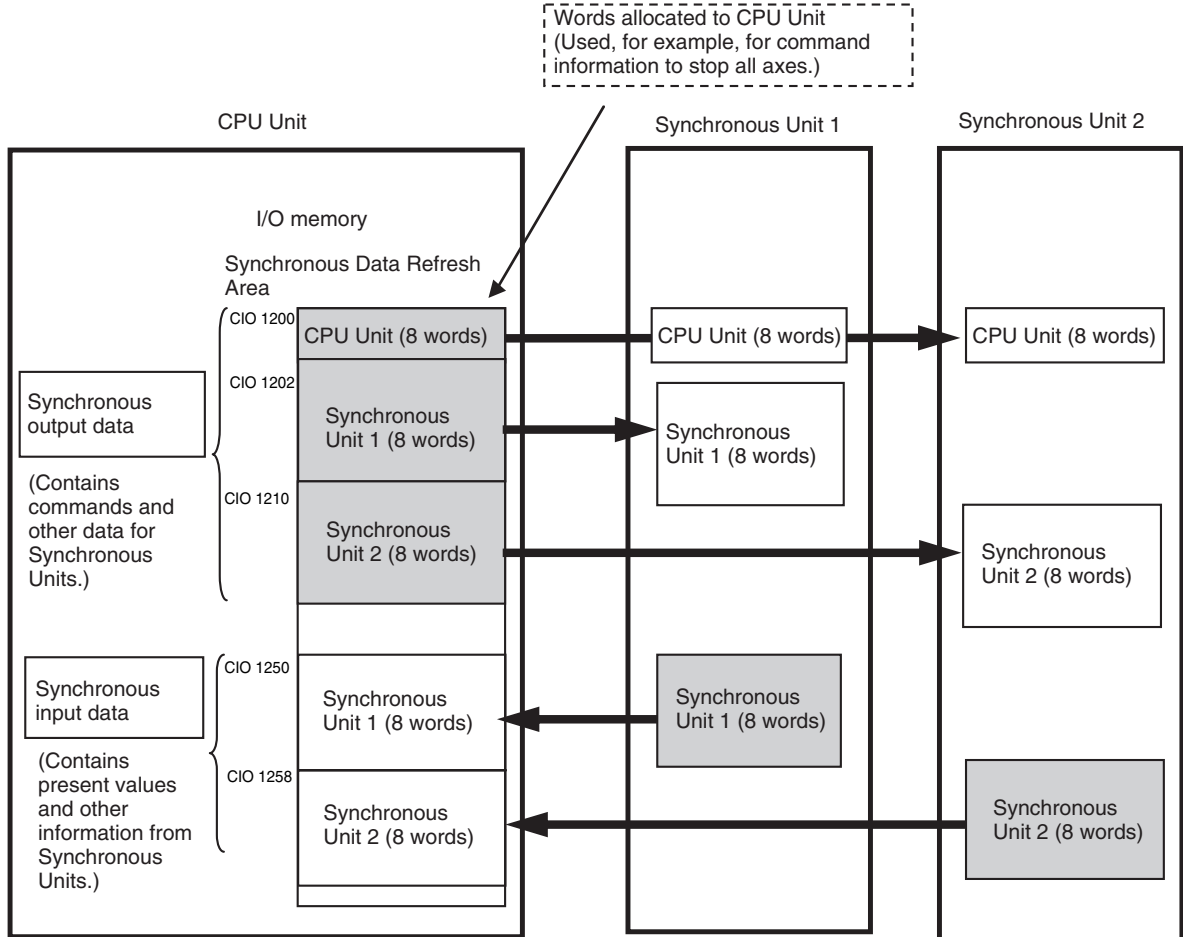 Words allocated to CPU Unit
(Used, for example, for command
information to stop all axes.)
CPU Unit
Synchronous Unit 1
Synchronous Unit 2
I/O memory
Synchronous Data Refresh
Area
CIO 1200
CPU Unit (8 words)
CPU Unit (8 words)
CPU Unit (8 words)
CIO 1202
Synchronous
output data
Synchronous
Unit 1 (8 words)
Synchronous
Unit 1 (8 words)
(Contains
commands and
other data for
Synchronous
Units.)
CIO 1210
Synchronous
Unit 2 (8 words)
Synchronous
Unit 2 (8 words)
CIO 1250
Synchronous
input data
Synchronous
Unit 1 (8 words)
Synchronous
Unit 1 (8 words)
(Contains
present values
and other
information from
Synchronous
Units.)
CIO 1258
Synchronous
Unit 2 (8 words)
Synchronous
Unit 2 (8 words)